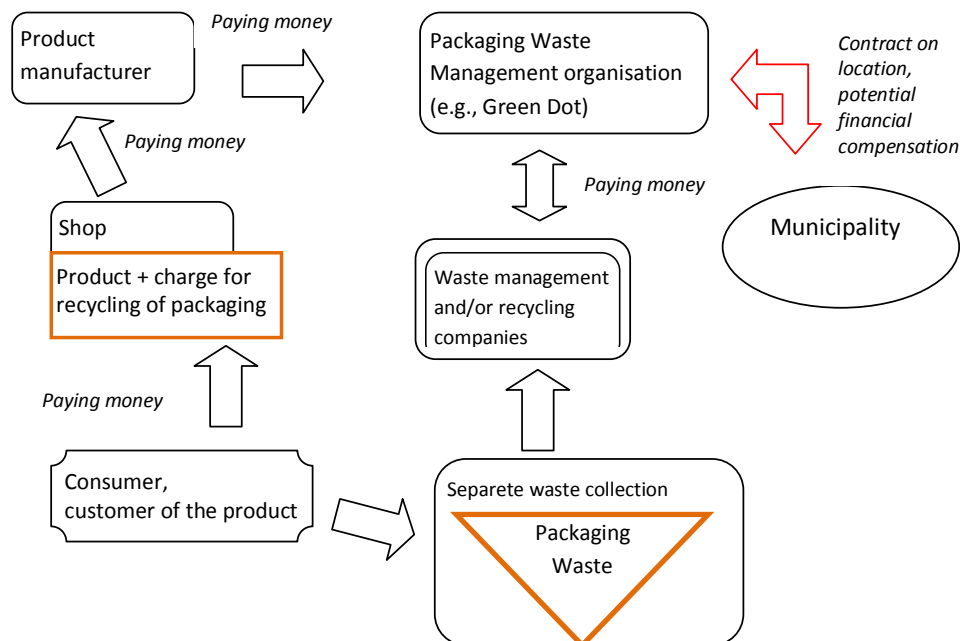 Product
manufacturer
Paying money
Packaging Waste
Management organisation
(e.g., Green Dot)
Contract on
location,
potential
financial
compensation
Paying money
Paying money
Shop
Product + charge for
recycling of packaging
Waste management
and/or recycling
companies
Municipality
Paying money
Consumer,
customer of the product
Separete waste collection
Packaging
Waste